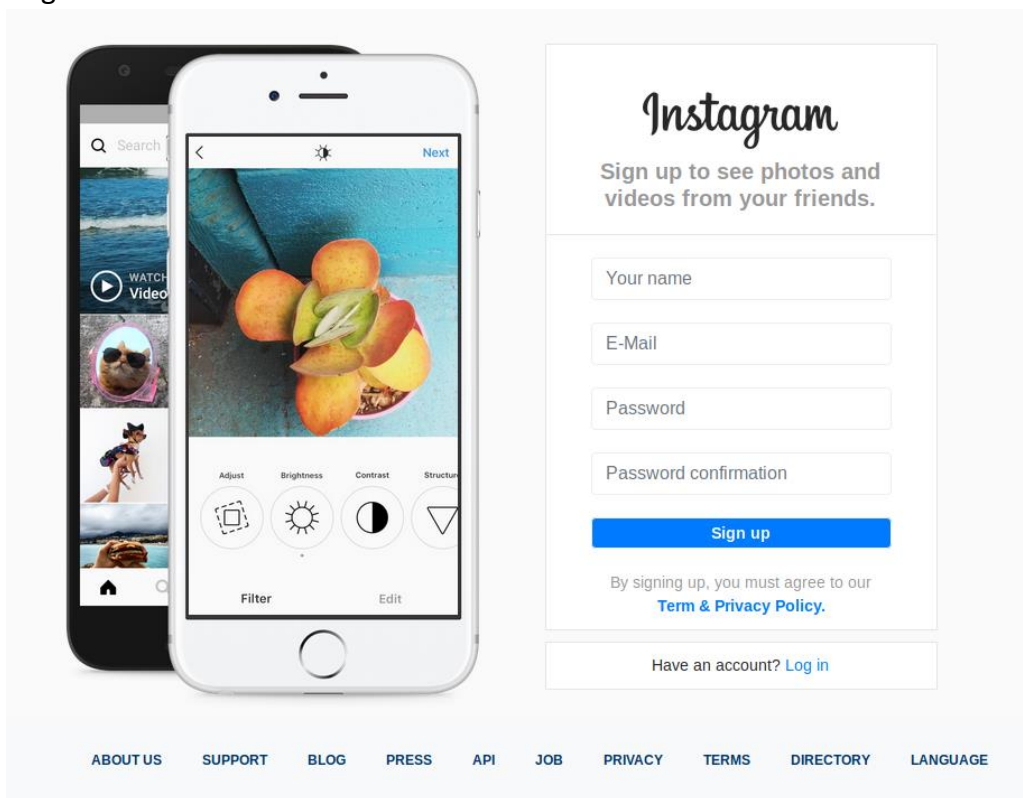 Search
WATCH
Video
Next
Adjust
Brightness
Contrast
Structure
Filter
Edit
Instagram
Sign up to see photos and
videos from your friends.
Your name
E-Mail
Password
Password confirmation
Sign up
By signing up, you must agree to our
Term & Privacy Policy.
Have an account? Log in
ABOUT US SUPPORT BLOG PRESS API JOB PRIVACY TERMS DIRECTORY LANGUAGE